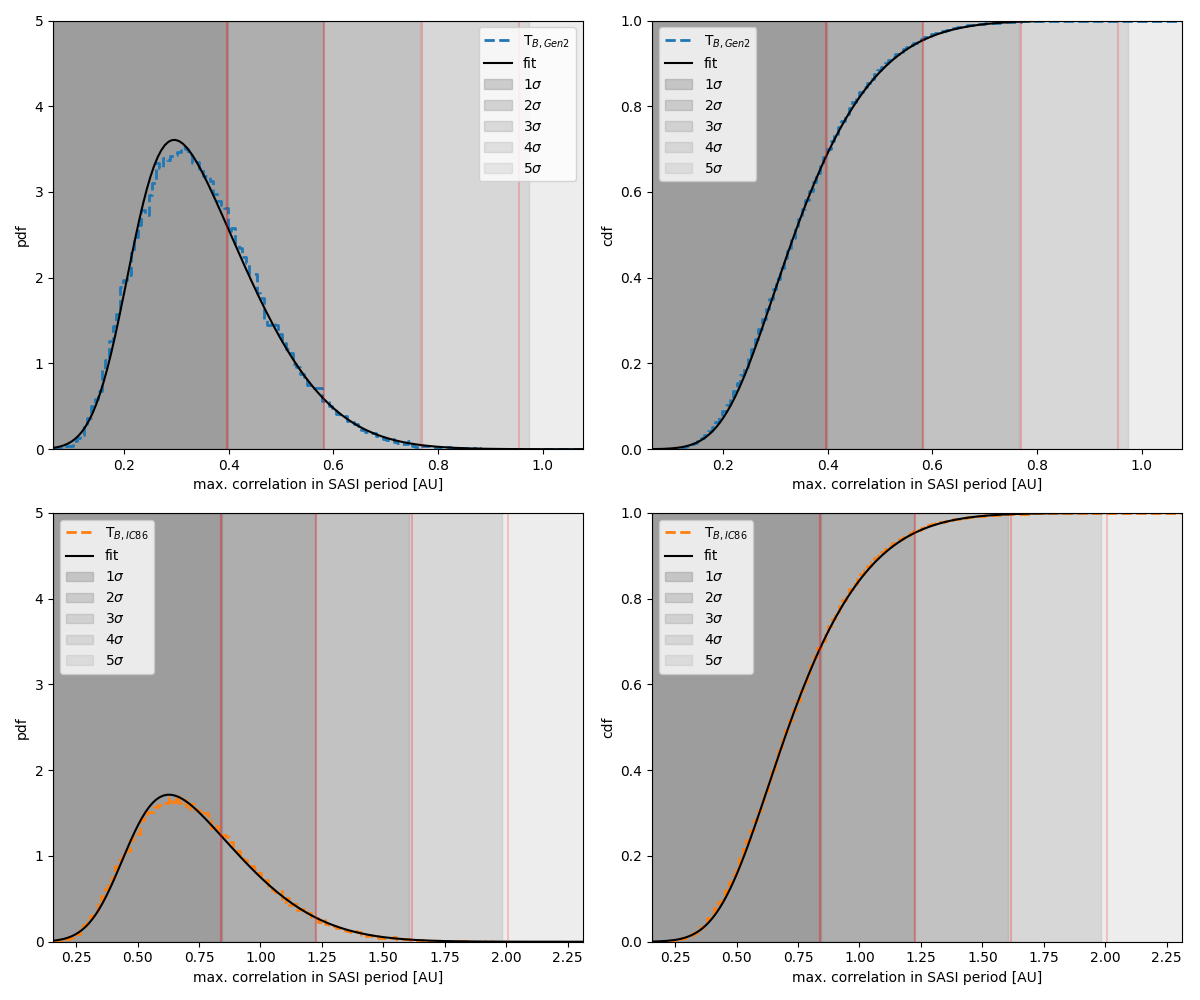 5
4
3
2
1
0
pdf
0.2 0.4 0.6 0.8 1.0
max. correlation in SASI period [AU]
T_{B, Gen2}
fit
1σ
2σ
3σ
4σ
5σ
1.0
0.8
0.6
0.4
0.2
0.0
cdf
0.2 0.4 0.6 0.8 1.0
max. correlation in SASI period [AU]
T_{B, Gen2}
fit
1σ
2σ
3σ
4σ
5σ
5
4
3
2
1
0
pdf
0.25 0.50 0.75 1.00 1.25 1.50 1.75 2.00 2.25
max. correlation in SASI period [AU]
T_{B, IC86}
fit
1σ
2σ
3σ
4σ
5σ
1.0
0.8
0.6
0.4
0.2
0.0
cdf
0.25 0.50 0.75 1.00 1.25 1.50 1.75 2.00 2.25
max. correlation in SASI period [AU]
T_{B, IC86}
fit
1σ
2σ
3σ
4σ
5σ